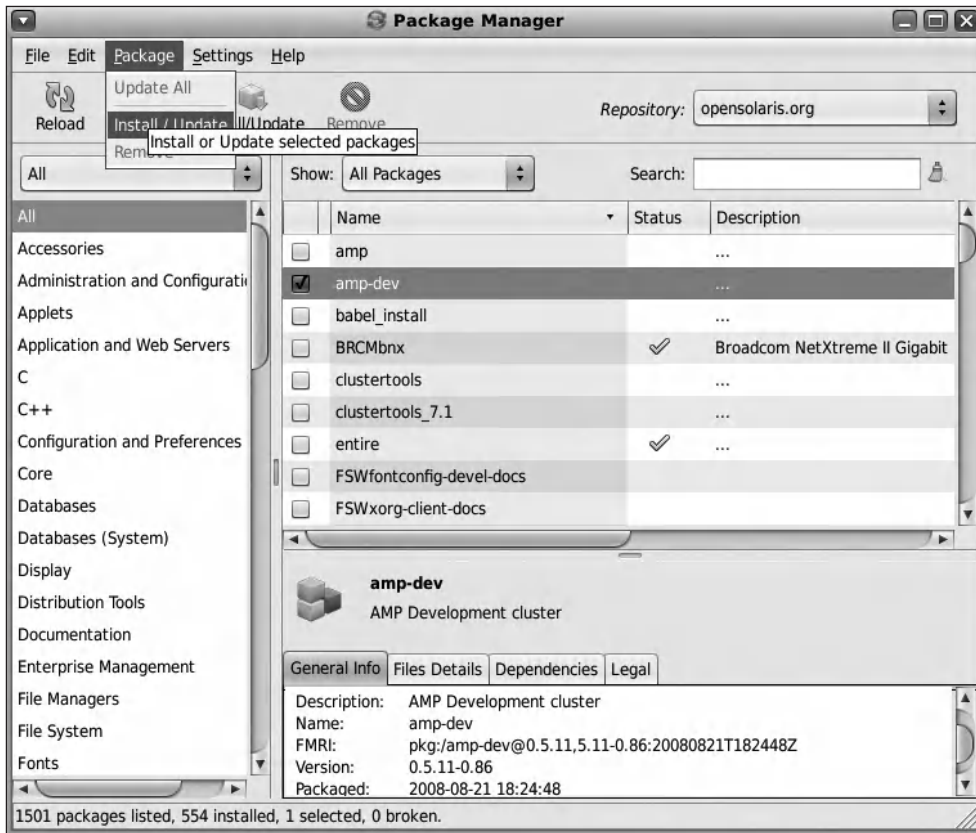 Package Manager
File Edit Package Settings Help
Update All
Install / Update
Remove
Install or Update selected packages
Reload ll/Update Remove
Repository: opensolaris.org
All
Show: All Packages Search:
All
Accessories
Administration and Configurati
Applets
Application and Web Servers
C
C++
Configuration and Preferences
Core
Databases
Databases (System)
Display
Distribution Tools
Documentation
Enterprise Management
File Managers
File System
Fonts
Name Status Description
amp ...
amp-dev ...
babel_install ...
BRCMbnx Broadcom NetXtreme II Gigabit
clustertools ...
clustertools_7.1 ...
entire ...
FSWfontconfig-devel-docs
FSWxorg-client-docs
amp-dev
AMP Development cluster
General Info Files Details Dependencies Legal
Description: AMP Development cluster
Name: amp-dev
FMRI: pkg:/amp-dev@0.5.11,5.11-0.86:20080821T182448Z
Version: 0.5.11-0.86
Packaged: 2008-08-21 18:24:48
1501 packages listed, 554 installed, 1 selected, 0 broken.